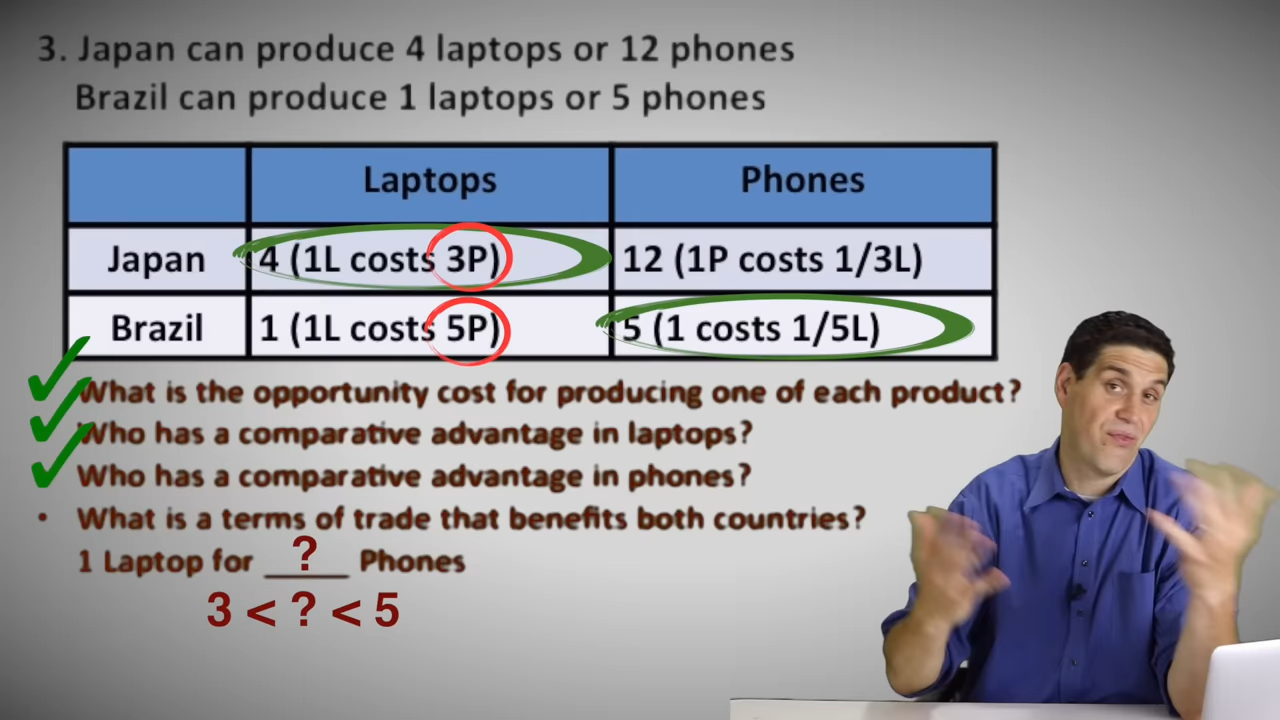 3. Japan can produce 4 laptops or 12 phones
Brazil can produce 1 laptops or 5 phones
Laptops Phones
Japan 4 (1L costs 3P) 12 (1P costs 1/3L)
Brazil 1 (1L costs 5P) 5 (1 costs 1/5L)
What is the opportunity cost for producing one of each product?
Who has a comparative advantage in laptops?
Who has a comparative advantage in phones?
• What is a terms of trade that benefits both countries?
1 Laptop for ? Phones
3 < ? < 5